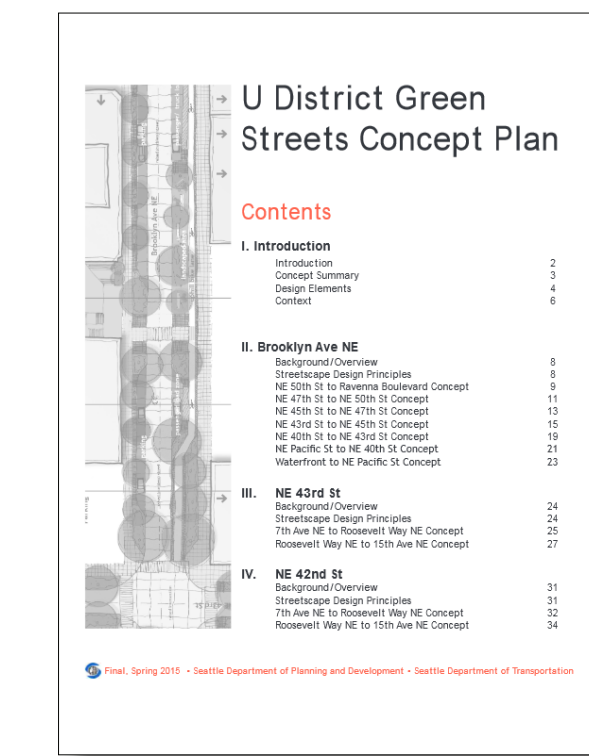 U District Green
Streets Concept Plan
Contents
I. Introduction
Introduction 2
Concept Summary 3
Design Elements 4
Context 6
II. Brooklyn Ave NE
Background/Overview 8
Streetscape Design Principles 8
NE 50th St to Ravenna Boulevard Concept 9
NE 47th St to NE 50th St Concept 11
NE 45th St to NE 47th St Concept 13
NE 43rd St to NE 45th St Concept 15
NE 40th St to NE 43rd St Concept 19
NE Pacific St to NE 40th St Concept 21
Waterfront to NE Pacific St Concept 23
III. NE 43rd St
Background/Overview 24
Streetscape Design Principles 24
7th Ave NE to Roosevelt Way NE Concept 25
Roosevelt Way NE to 15th Ave NE Concept 27
IV. NE 42nd St
Background/Overview 31
Streetscape Design Principles 31
7th Ave NE to Roosevelt Way NE Concept 32
Roosevelt Way NE to 15th Ave NE Concept 34
Brooklyn Ave NE
43rd St
Final, Spring 2015 - Seattle Department of Planning and Development - Seattle Department of Transportation